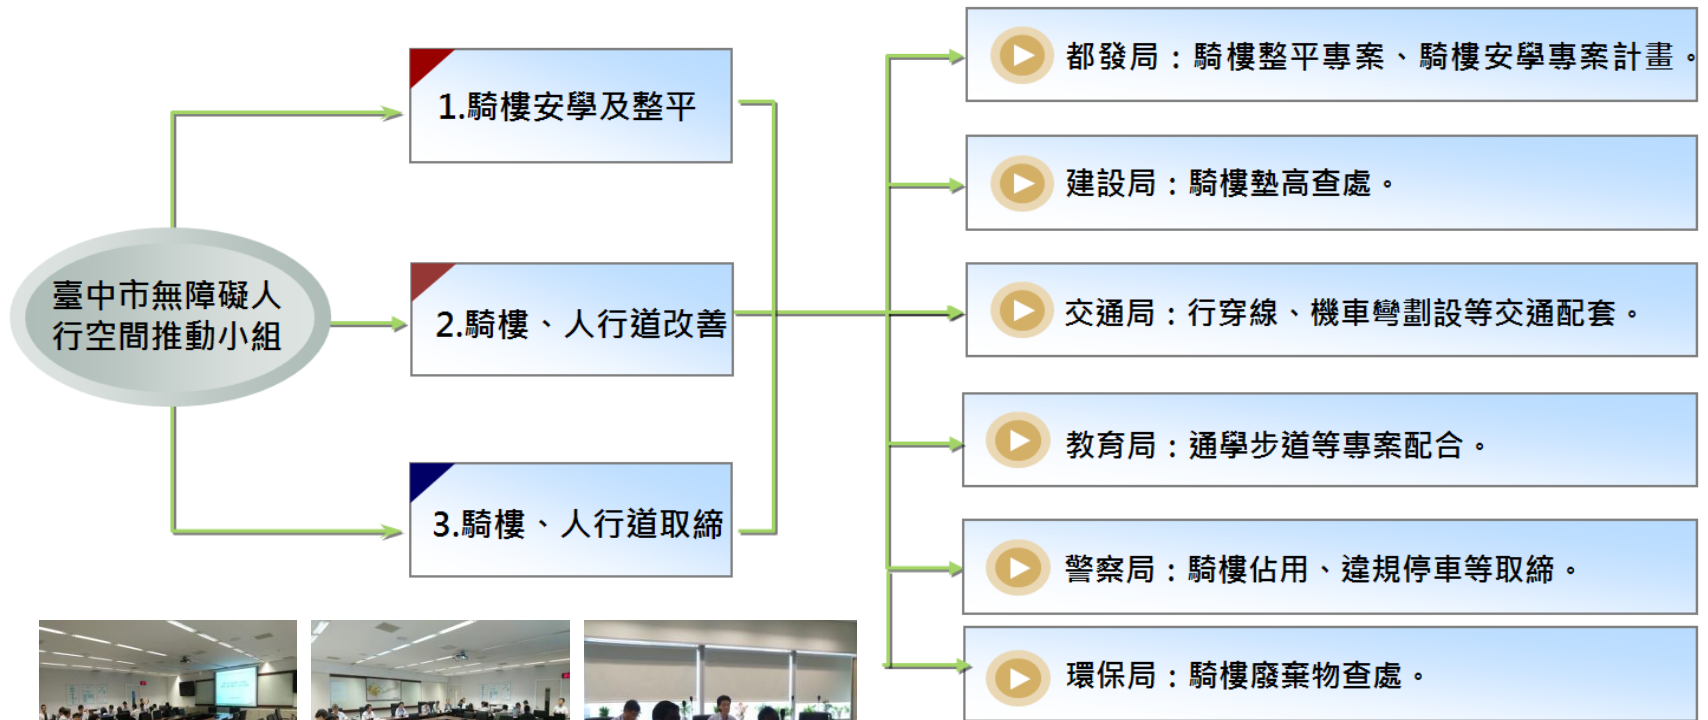 臺中市無障礙人
行空間推動小組
1.騎樓安學及整平
2.騎樓、人行道改善
3.騎樓、人行道取締
都發局：騎樓整平專案、騎樓安學專案計畫。
建設局：騎樓墊高查處。
交通局：行穿線、機車彎劃設等交通配套。
教育局：通學步道等專案配合。
警察局：騎樓佔用、違規停車等取締。
環保局：騎樓廢棄物查處。